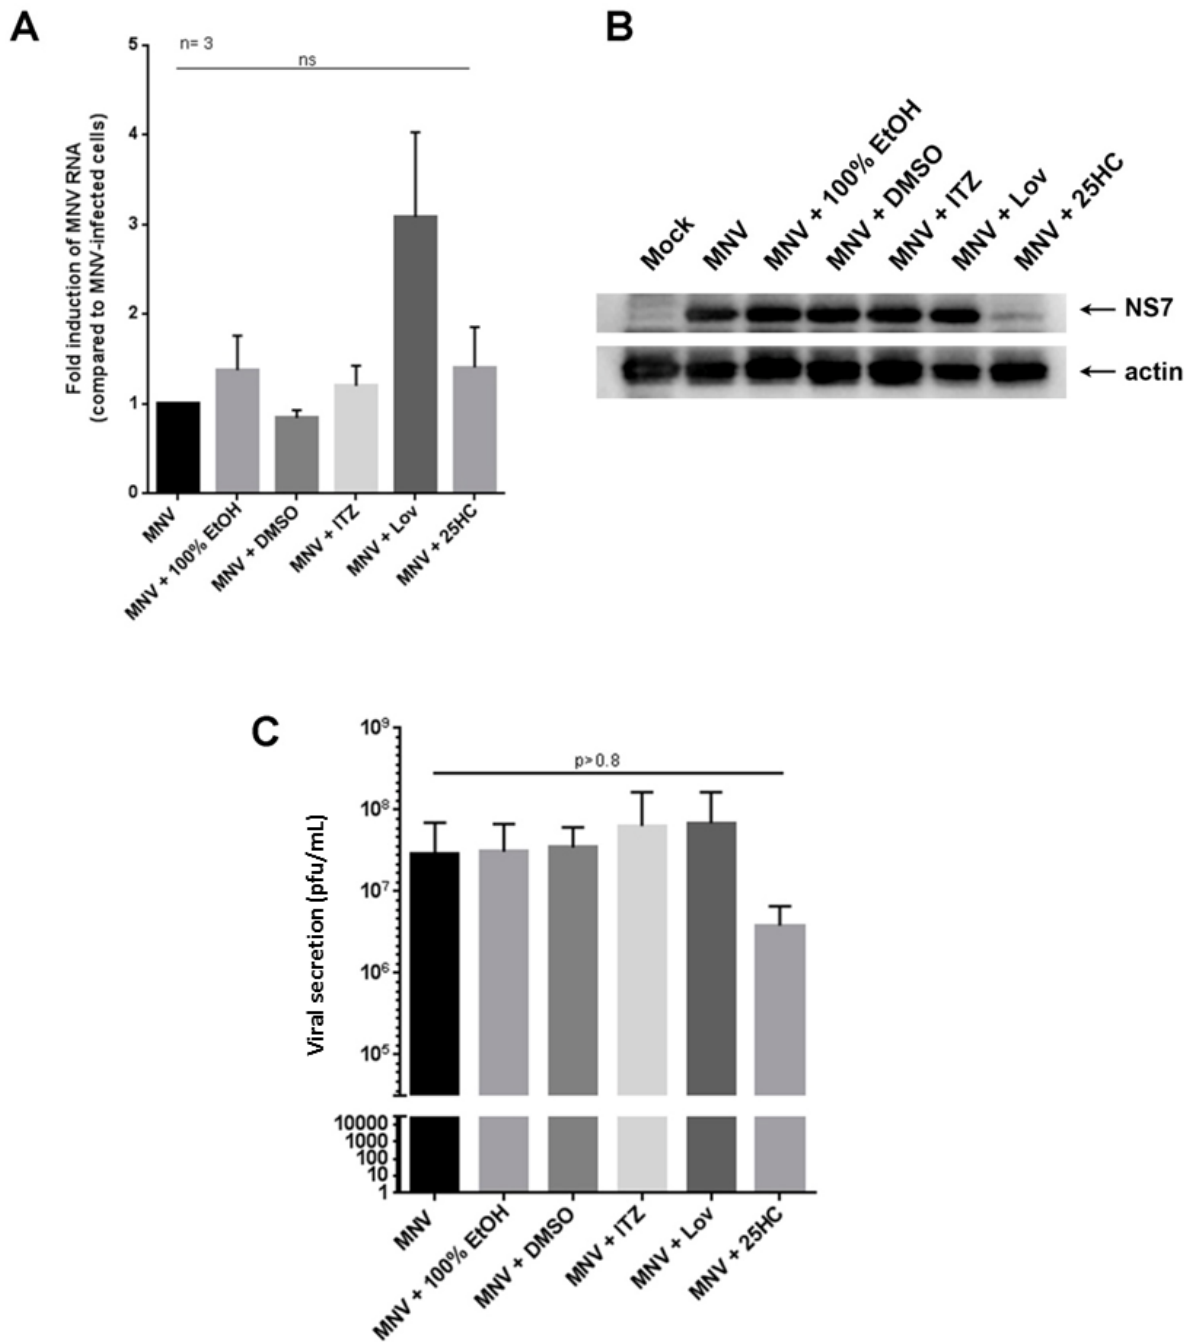 A
n= 3
ns
5
4
3
2
1
0
Fold induction of MNV RNA
(compared to MNV-infected cells)
MNV
MNV + 100% EtOH
MNV + DMSO
MNV + ITZ
MNV + Lov
MNV + 25HC
B
Mock
MNV
MNV + 100% EtOH
MNV + DMSO
MNV + ITZ
MNV + Lov
MNV + 25HC
← NS7
← actin
C
p>0.8
10⁹
10⁸
10⁷
10⁶
10⁵
10000
1000
100
10
1
Viral secretion (pfu/mL)
MNV
MNV + 100% EtOH
MNV + DMSO
MNV + ITZ
MNV + Lov
MNV + 25HC